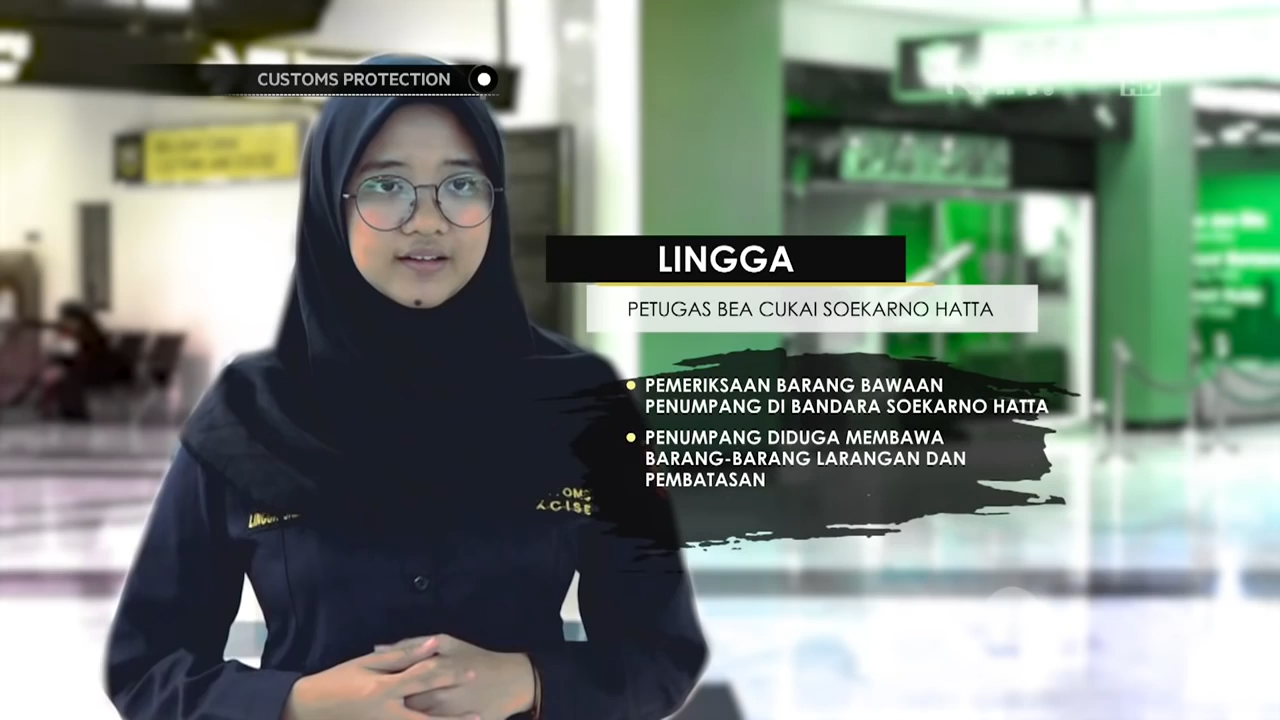 CUSTOMS PROTECTION
LINGGA
PETUGAS BEA CUKAI SOEKARNO HATTA
PEMERIKSAAN BARANG BAWAAN
PENUMPANG DI BANDARA SOEKARNO HATTA
PENUMPANG DIDUGA MEMBAWA
BARANG-BARANG LARANGAN DAN
PEMBATASAN